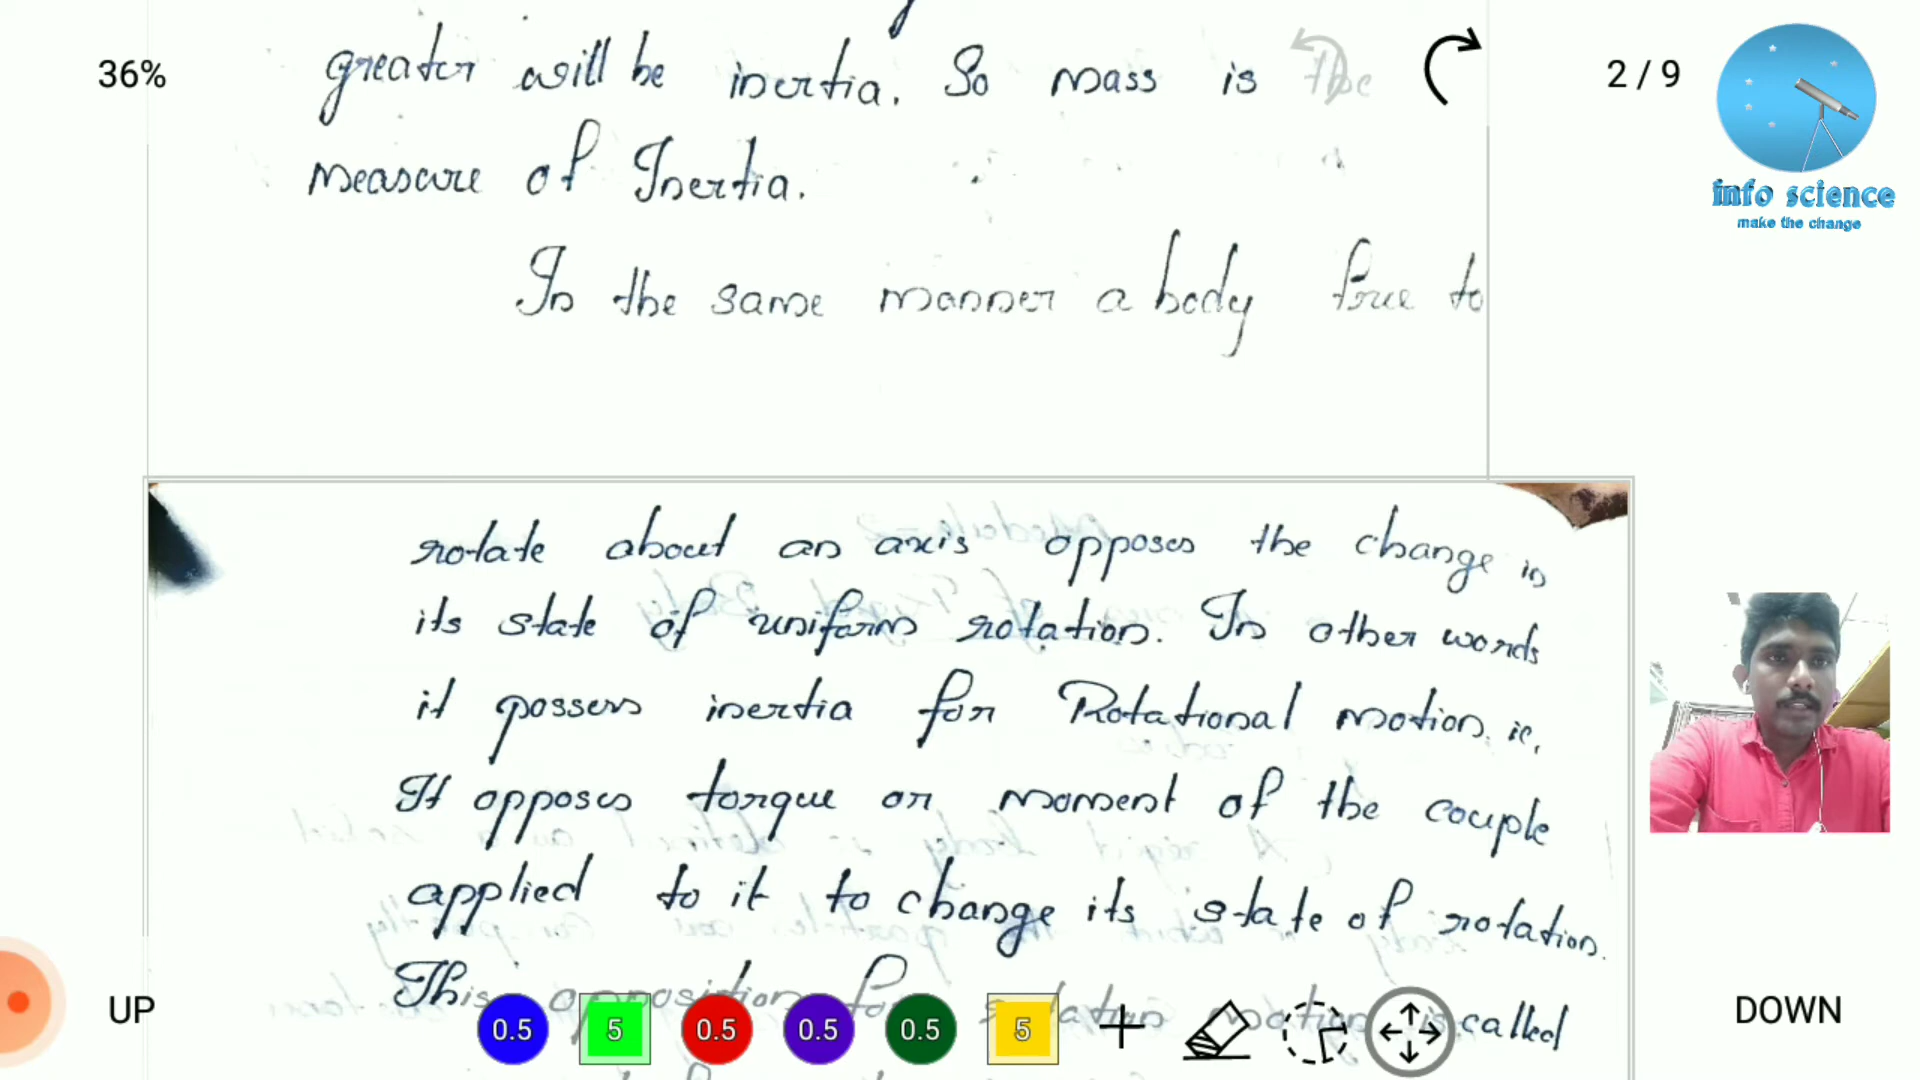 36%
greater will be inertia. So mass is the
2 / 9
measure of Inertia.
info science
make the change
In the same manner a body free to
rotate about an axis opposes the change in
its state of uniform rotation. In other words
it possess inertia for Rotational motion. ie,
It opposes torque or moment of the couple
applied to it to change its state of rotation.
This opposition for rotation motion is called
UP
0.5
5
0.5
0.5
0.5
5
DOWN